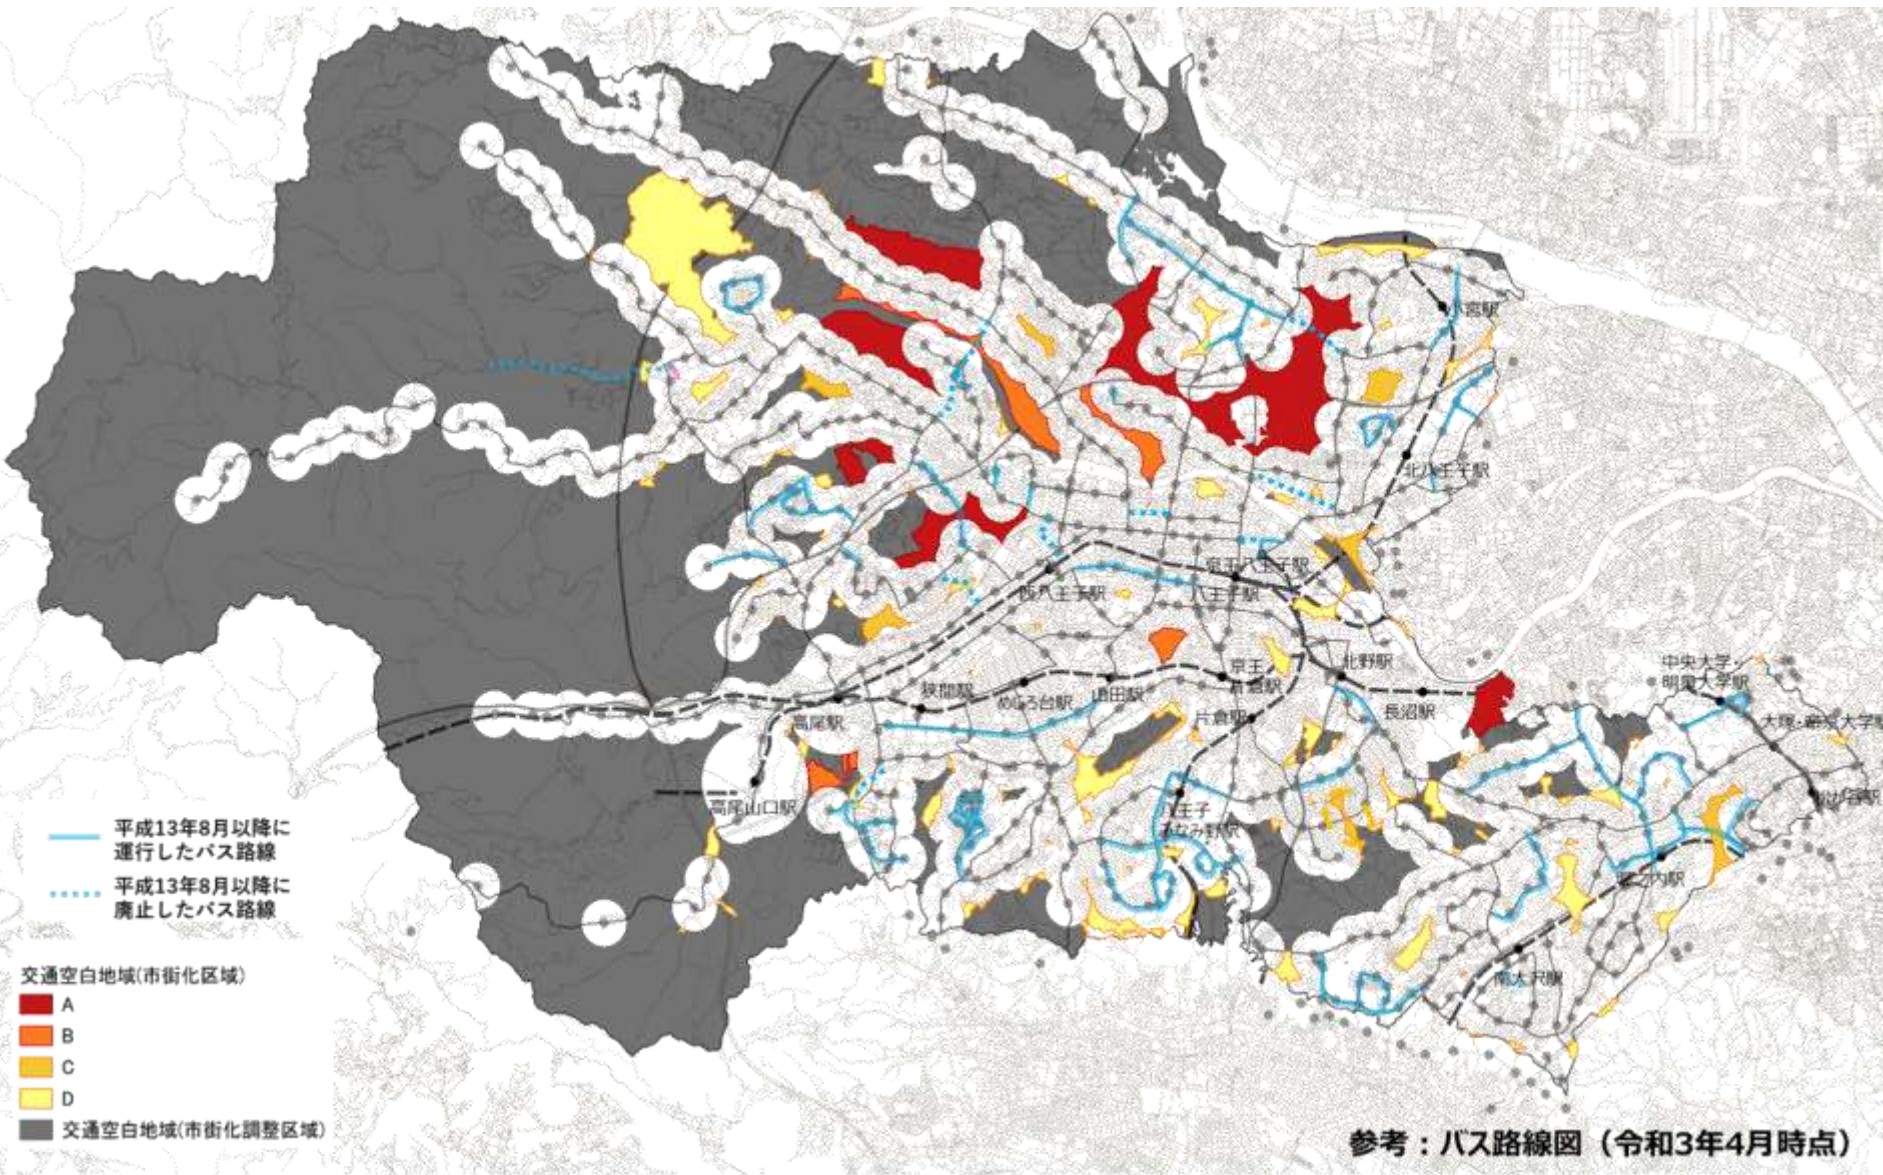 小宮駅
北八王子駅
京王八王子駅
西八王子駅
八王子駅
北野駅
京王
片倉駅
中央大学・
明星大学駅
狭間駅
めじろ台駅
山田駅
片倉駅
長沼駅
大塚・帝京大学駅
高尾駅
高尾山口駅
八王子
みなみ野駅
堀之内駅
南大沢駅
平成13年8月以降に
運行したバス路線
平成13年8月以降に
廃止したバス路線
交通空白地域(市街化区域)
A
B
C
D
交通空白地域(市街化調整区域)
参考：バス路線図（令和3年4月時点）